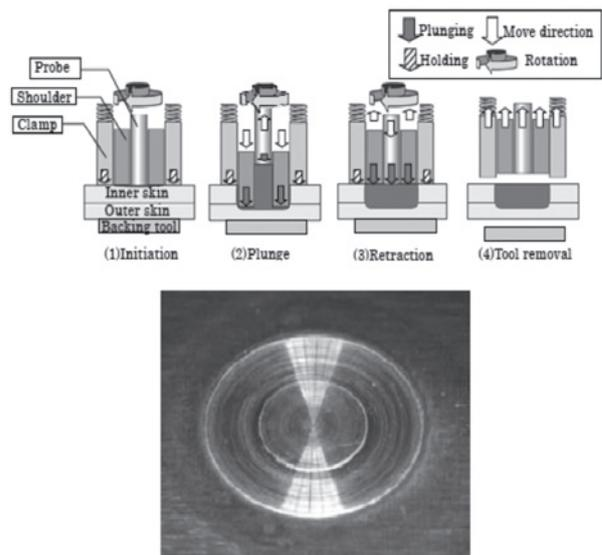 Plunging
Move direction
Holding
Rotation
Probe
Shoulder
Clamp
Inner skin
Outer skin
Backing tool
(1)Initiation
(2)Plunge
(3)Retraction
(4)Tool removal